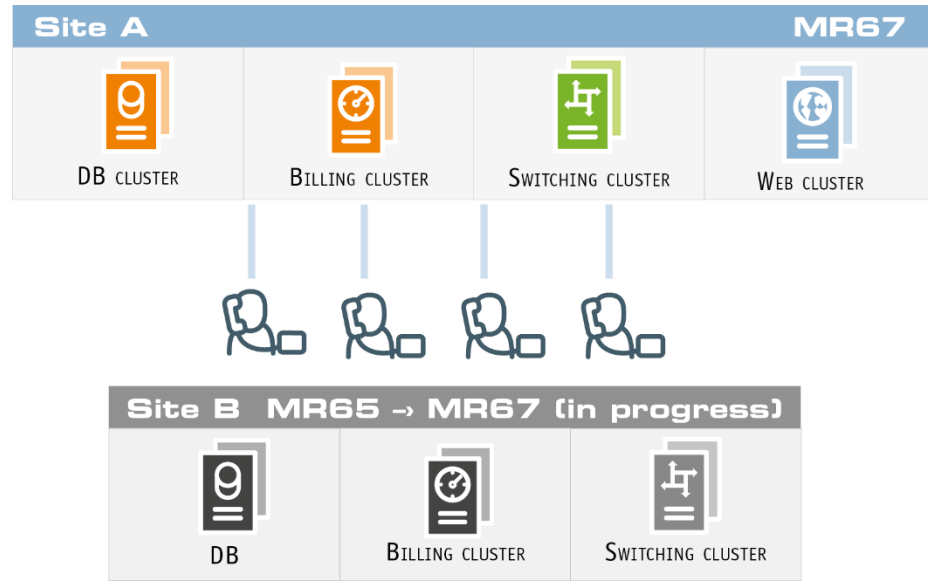 Site A MR67
DB CLUSTER BILLING CLUSTER SWITCHING CLUSTER WEB CLUSTER
Site B MR65 → MR67 (in progress)
DB BILLING CLUSTER SWITCHING CLUSTER